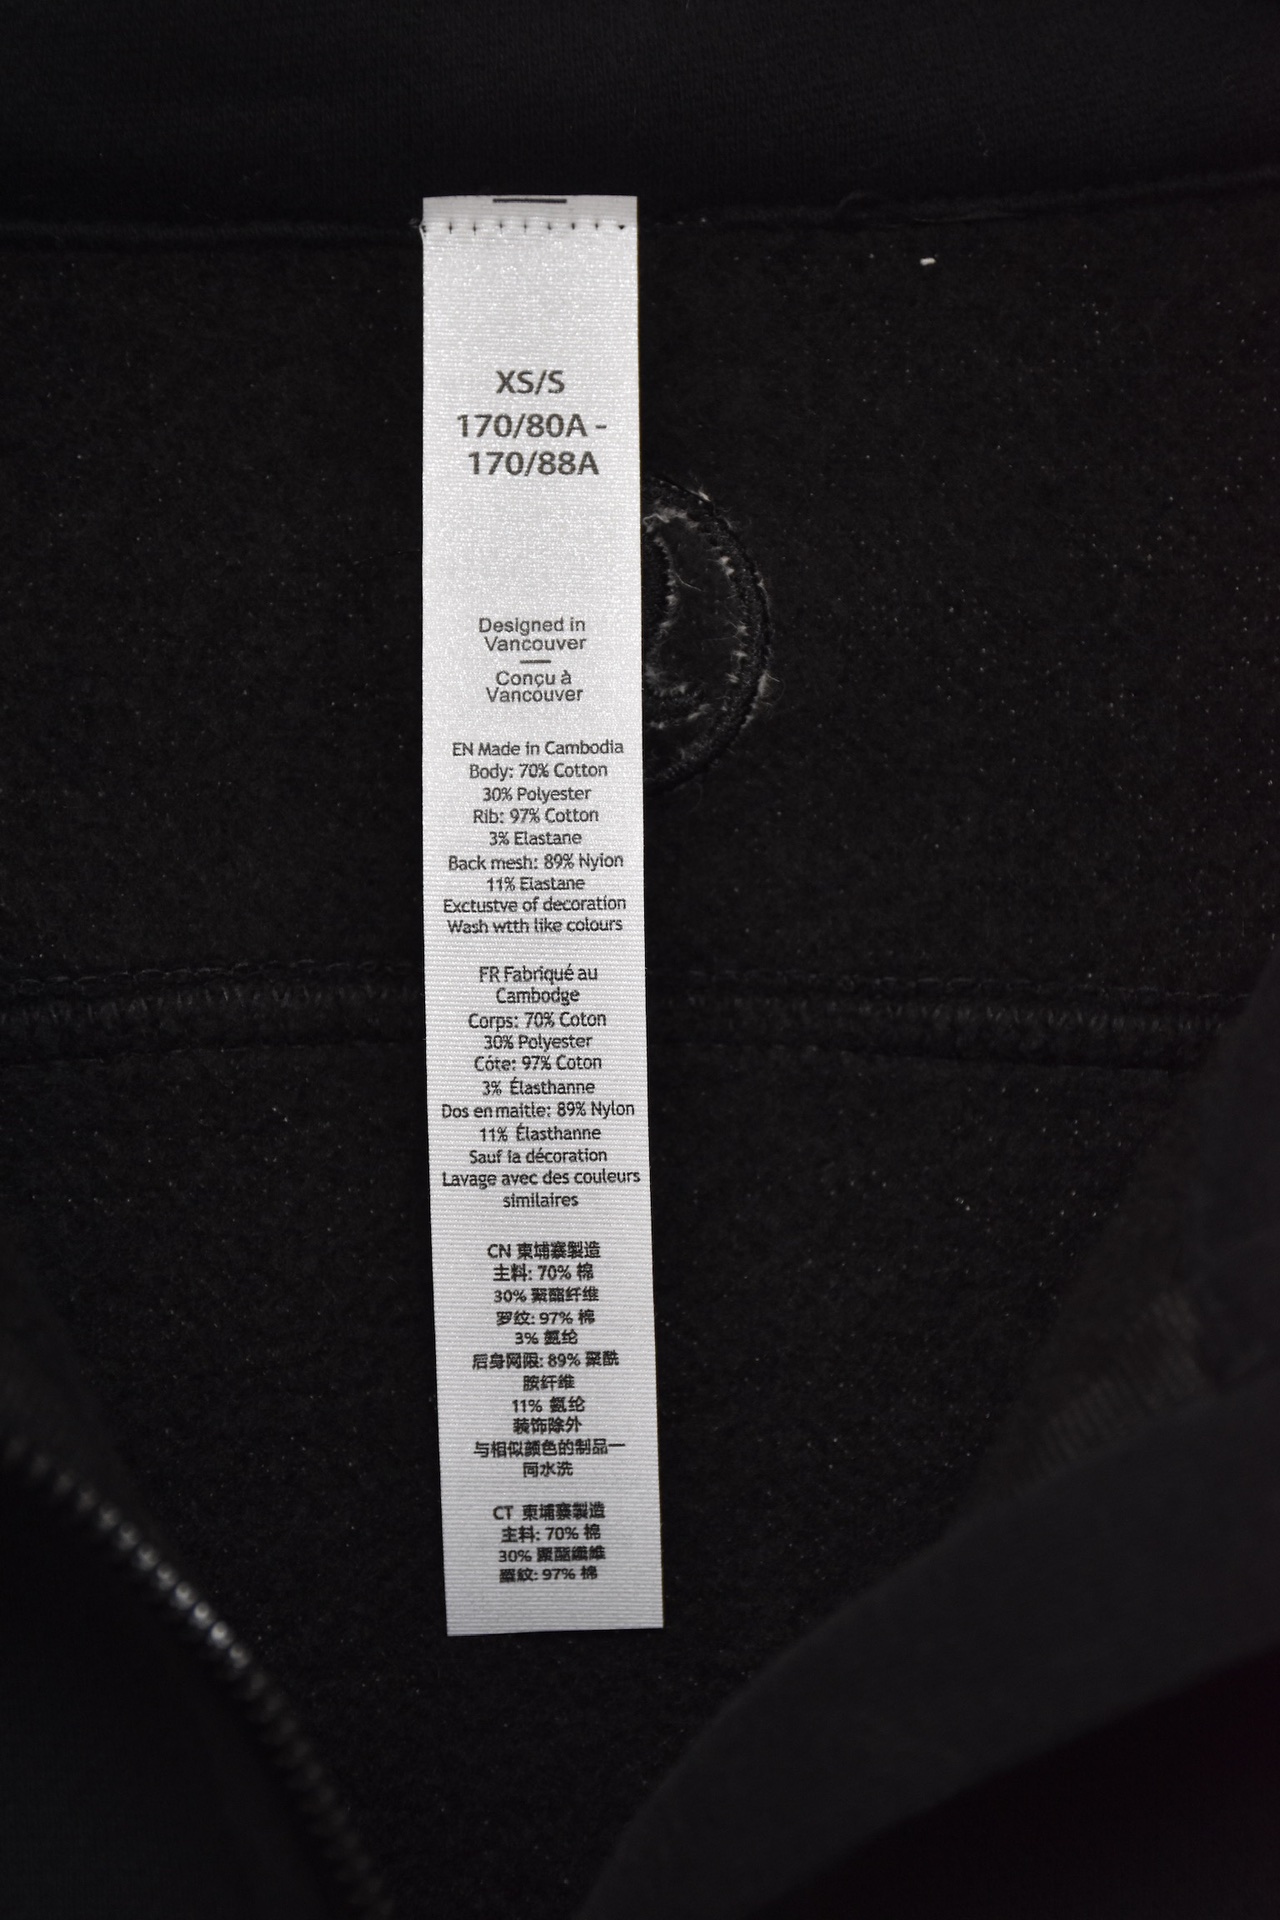 XS/S
170/80A -
170/88A
Designed in
Vancouver
Conçu à
Vancouver
EN Made in Cambodia
Body: 70% Cotton
30% Polyester
Rib: 97% Cotton
3% Elastane
Back mesh: 89% Nylon
11% Elastane
Exctustve of decoration
Wash wtth like colours
FR Fabriqué au
Cambodge
Corps: 70% Coton
30% Polyester
Côte: 97% Coton
3% Élasthanne
Dos en maitle: 89% Nylon
11% Élasthanne
Sauf la décoration
Lavage avec des couleurs
similaires
CN 柬埔寨製造
主料: 70% 棉
30% 聚酯纤维
罗纹: 97% 棉
3% 氨纶
后身网限: 89% 聚酰
胺纤维
11% 氨纶
装饰除外
与相似颜色的制品一
同水洗
CT 柬埔寨製造
主料: 70% 棉
30% 聚酯纖維
羅紋: 97% 棉